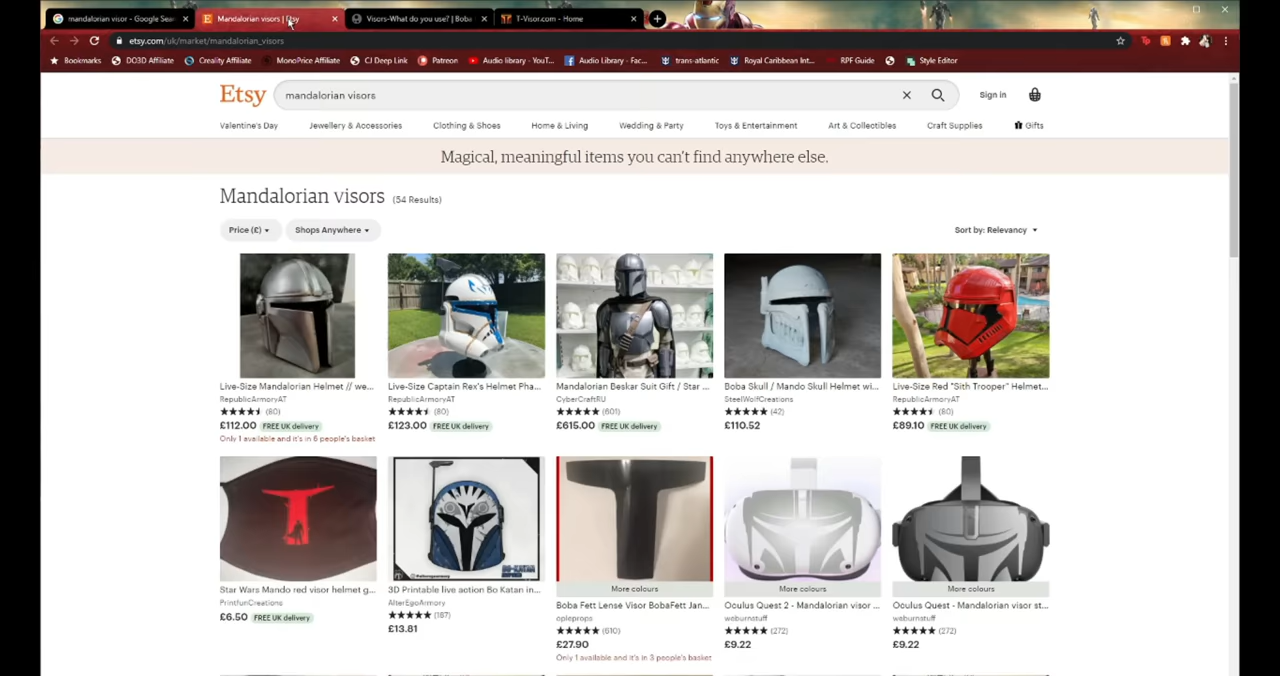 mandalorian visor - Google Sear
Mandalorian visors | Etsy
Visors-What do you use? | Boba
T-Visor.com - Home
etsy.com/uk/market/mandalorian_visors
Bookmarks
DO3D Affiliate
Creality Affiliate
MonoPrice Affiliate
CJ Deep Link
Patreon
Audio library - YouT...
Audio Library - Fac...
trans-atlantic
Royal Caribbean Int...
RPF Guide
Style Editor
Etsy
mandalorian visors
Sign in
Valentine's Day
Jewellery & Accessories
Clothing & Shoes
Home & Living
Wedding & Party
Toys & Entertainment
Art & Collectibles
Craft Supplies
Gifts
Magical, meaningful items you can't find anywhere else.
Mandalorian visors (54 Results)
Price (£)
Shops Anywhere
Sort by: Relevancy
Live-Size Mandalorian Helmet // we...
RepublicArmoryAT
(80)
£112.00 FREE UK delivery
Only 1 available and it's in 6 people's basket
Live-Size Captain Rex's Helmet Pha...
RepublicArmoryAT
(80)
£123.00 FREE UK delivery
Mandalorian Beskar Suit Gift / Star ...
CyberCraftRU
(601)
£615.00 FREE UK delivery
Boba Skull / Mando Skull Helmet wi...
SteelWolfCreations
(42)
£110.52
Live-Size Red "Sith Trooper" Helmet...
RepublicArmoryAT
(80)
£89.10 FREE UK delivery
Star Wars Mando red visor helmet g...
PrintfunCreations
£6.50 FREE UK delivery
3D Printable live action Bo Katan in...
AlterEgoArmory
(187)
£13.81
More colours
Boba Fett Lense Visor BobaFett Jan...
opieprops
(610)
£27.90
Only 1 available and it's in 3 people's basket
More colours
Oculus Quest 2 - Mandalorian visor ...
weburnstuff
(272)
£9.22
More colours
Oculus Quest - Mandalorian visor st...
weburnstuff
(272)
£9.22